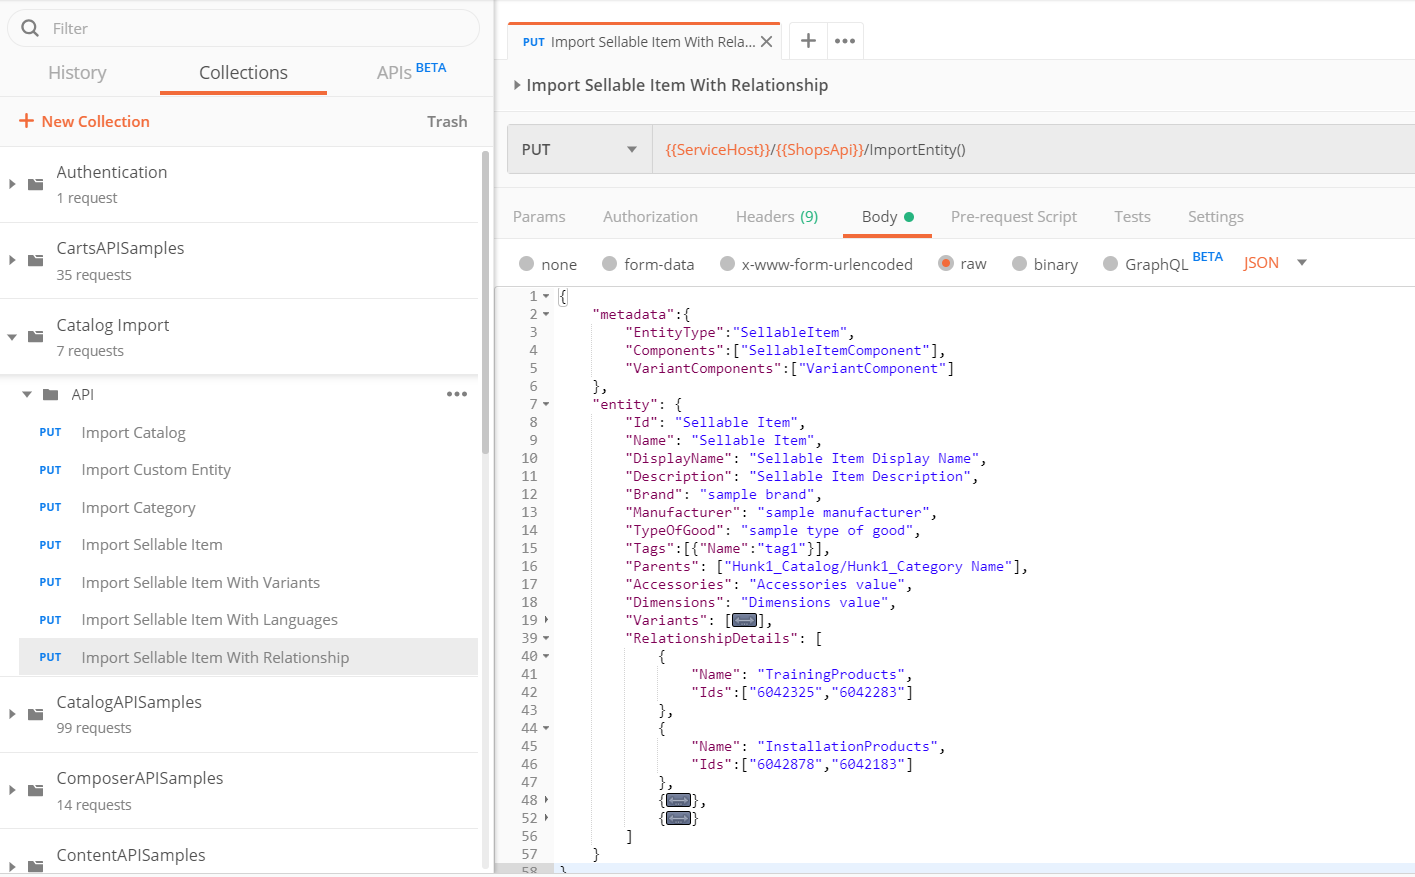 Filter
History Collections APIs BETA
+ New Collection Trash
Authentication
1 request
CartsAPISamples
35 requests
Catalog Import
7 requests
API
PUT Import Catalog
PUT Import Custom Entity
PUT Import Category
PUT Import Sellable Item
PUT Import Sellable Item With Variants
PUT Import Sellable Item With Languages
PUT Import Sellable Item With Relationship
CatalogAPISamples
99 requests
ComposerAPISamples
14 requests
ContentAPISamples
PUT Import Sellable Item With Rela...
Import Sellable Item With Relationship
PUT {{ServiceHost}}/{{ShopsApi}}/ImportEntity()
Params Authorization Headers (9) Body Pre-request Script Tests Settings
none form-data x-www-form-urlencoded raw binary GraphQL BETA JSON
1 {
2 "metadata":{
3 "EntityType":"SellableItem",
4 "Components":["SellableItemComponent"],
5 "VariantComponents":["VariantComponent"]
6 },
7 "entity": {
8 "Id": "Sellable Item",
9 "Name": "Sellable Item",
10 "DisplayName": "Sellable Item Display Name",
11 "Description": "Sellable Item Description",
12 "Brand": "sample brand",
13 "Manufacturer": "sample manufacturer",
14 "TypeOfGood": "sample type of good",
15 "Tags":[{"Name":"tag1"}],
16 "Parents": ["Hunk1_Catalog/Hunk1_Category Name"],
17 "Accessories": "Accessories value",
18 "Dimensions": "Dimensions value",
19 "Variants": [],
39 "RelationshipDetails": [
40 {
41 "Name": "TrainingProducts",
42 "Ids":["6042325","6042283"]
43 },
44 {
45 "Name": "InstallationProducts",
46 "Ids":["6042878","6042183"]
47 },
48 {},
52 {}
56 ]
57 }
58 }